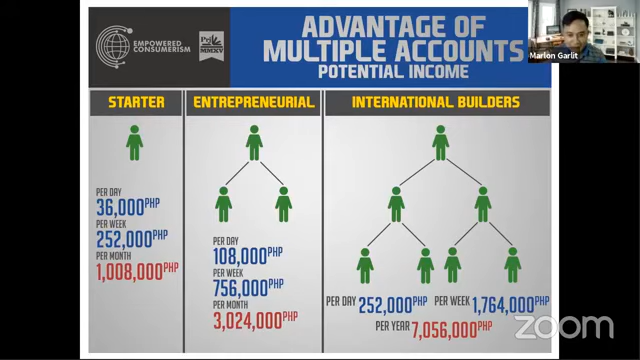 EMPOWERED
CONSUMERISM
MMXV
ADVANTAGE OF
MULTIPLE ACCOUNTS
POTENTIAL INCOME
Marlon Garlit
STARTER
ENTREPRENEURIAL
INTERNATIONAL BUILDERS
PER DAY
36,000PHP
PER WEEK
252,000PHP
PER MONTH
1,008,000PHP
PER DAY
108,000PHP
PER WEEK
756,000PHP
PER MONTH
3,024,000PHP
PER DAY 252,000PHP PER WEEK 1,764,000PHP
PER YEAR 7,056,000PHP
zoom